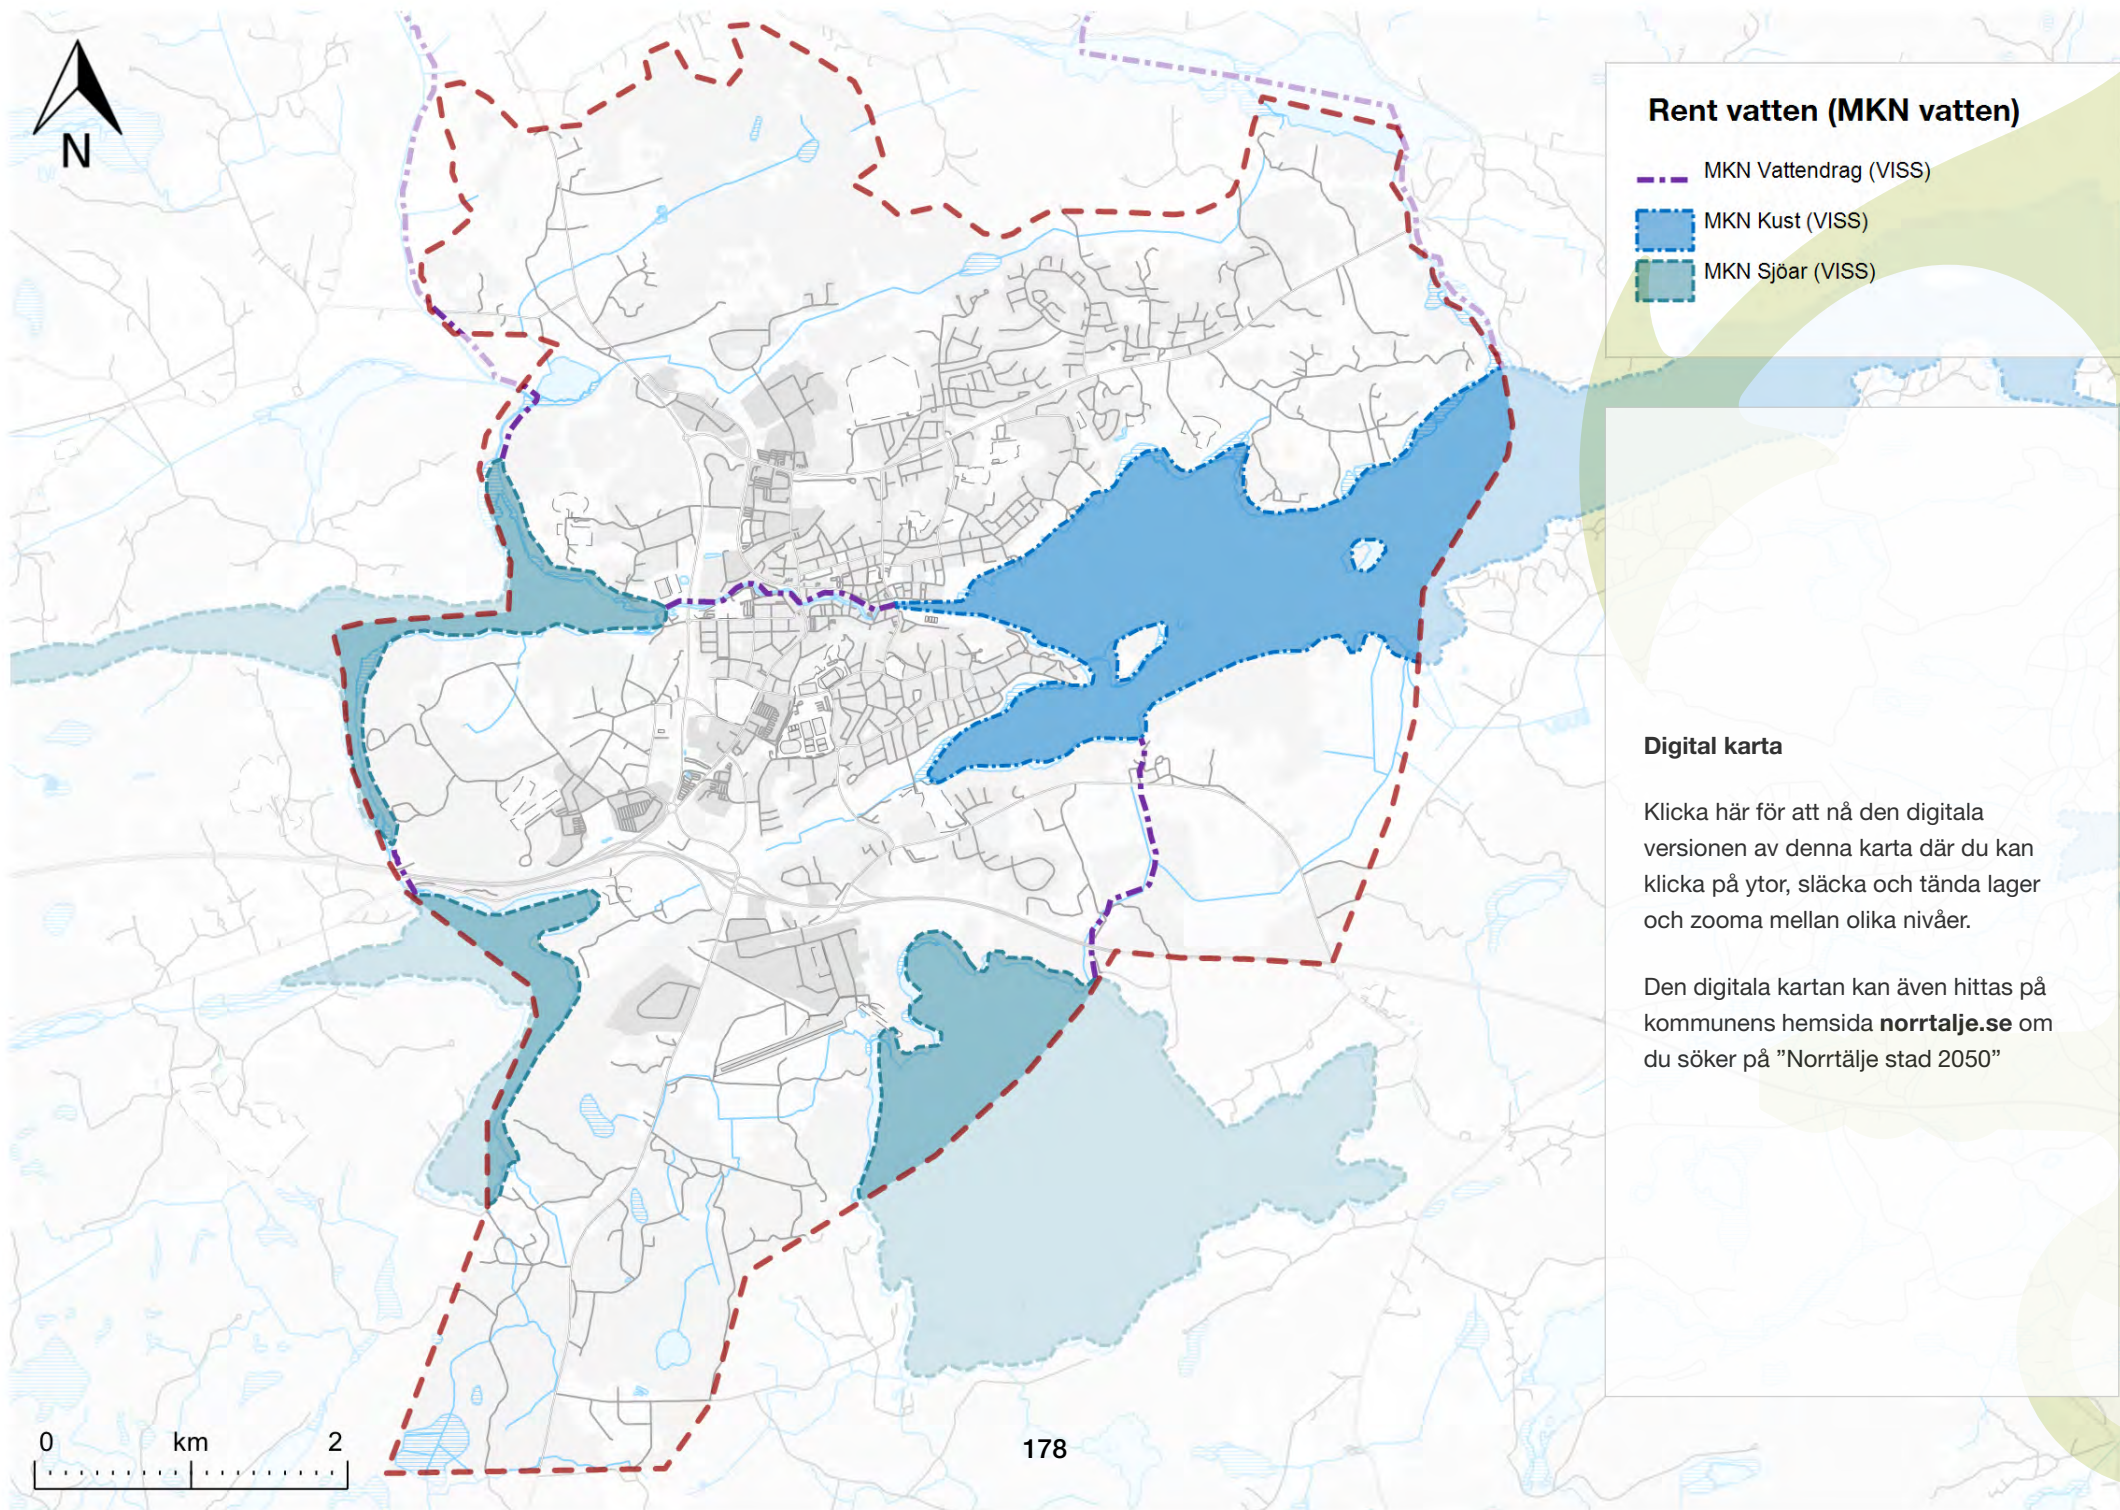 N
Rent vatten (MKN vatten)
MKN Vattendrag (VISS)
MKN Kust (VISS)
MKN Sjöar (VISS)
Digital karta
Klicka här för att nå den digitala
versionen av denna karta där du kan
klicka på ytor, släcka och tända lager
och zooma mellan olika nivåer.
Den digitala kartan kan även hittas på
kommunens hemsida norrtalje.se om
du söker på ”Norrtälje stad 2050”
0 km 2
178